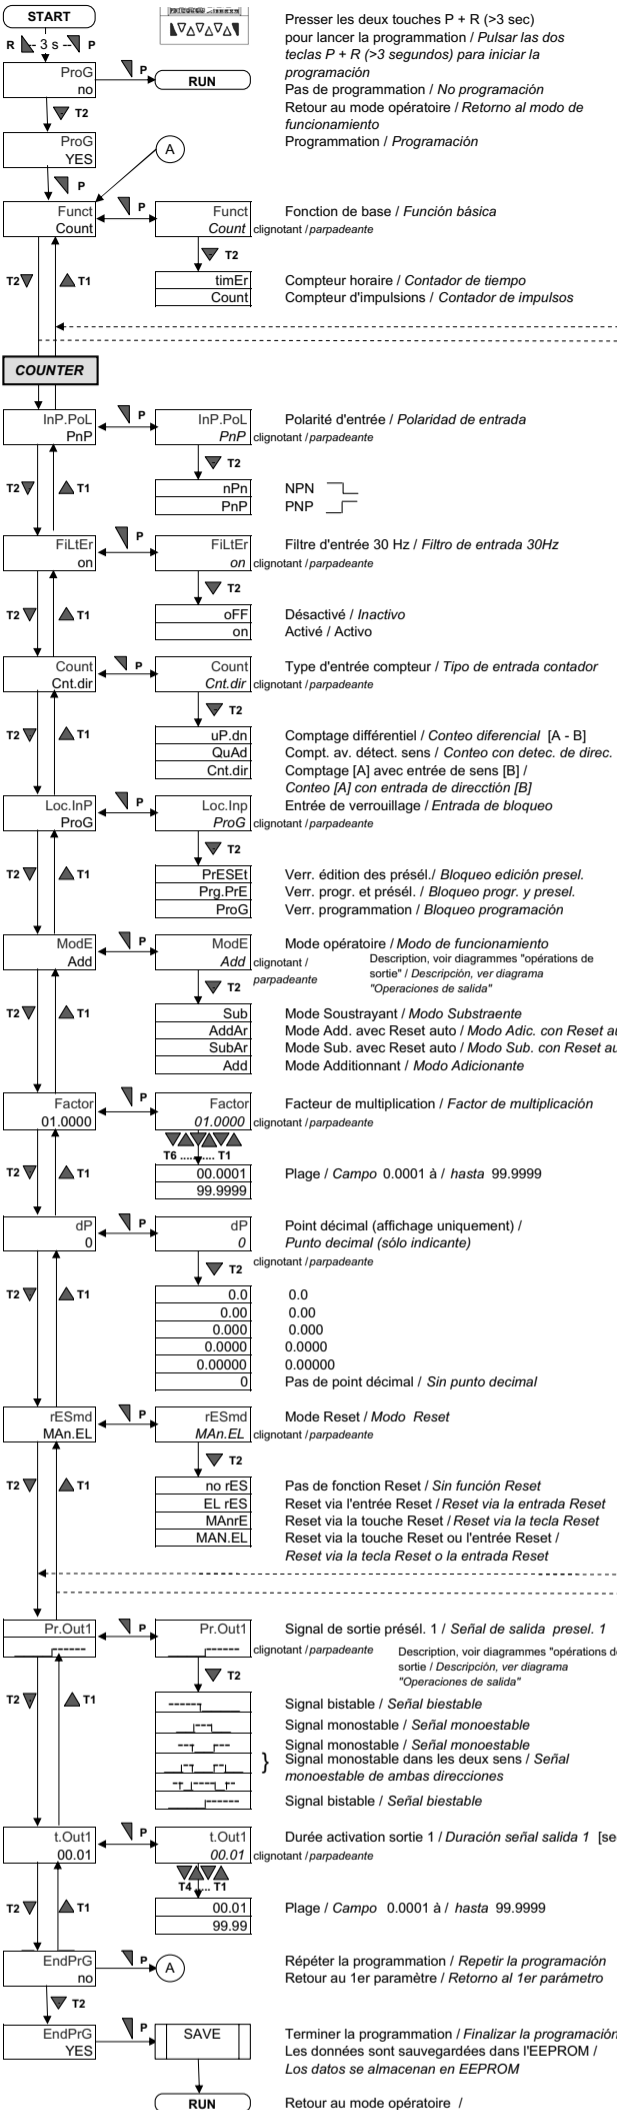 START
Presser les deux touches P + R (>3 sec)
pour lancer la programmation / Pulsar las dos
teclas P + R (>3 segundos) para iniciar la
programación
R 3 s P
ProG
no
P
RUN
Pas de programmation / No programación
Retour au mode opératoire / Retorno al modo de
funcionamiento
T2
ProG
YES
A
Programmation / Programación
P
Funct
Count
P
Funct
Count
clignotant / parpadeante
Fonction de base / Función básica
T2
T2 T1
timEr
Compteur horaire / Contador de tiempo
Count
Compteur d'impulsions / Contador de impulsos
COUNTER
InP.PoL
PnP
P
InP.PoL
PnP
clignotant / parpadeante
Polarité d'entrée / Polaridad de entrada
T2
T2 T1
nPn
NPN
PnP
PNP
FiLtEr
on
P
FiLtEr
on
clignotant / parpadeante
Filtre d'entrée 30 Hz / Filtro de entrada 30Hz
T2
T2 T1
oFF
Désactivé / Inactivo
on
Activé / Activo
Count
Cnt.dir
P
Count
Cnt.dir
clignotant / parpadeante
Type d'entrée compteur / Tipo de entrada contador
T2
T2 T1
uP.dn
Comptage différentiel / Conteo diferencial [A - B]
QuAd
Compt. av. détect. sens / Conteo con detec. de direc.
Cnt.dir
Comptage [A] avec entrée de sens [B] /
Conteo [A] con entrada de direcctión [B]
Loc.InP
ProG
P
Loc.Inp
ProG
clignotant / parpadeante
Entrée de verrouillage / Entrada de bloqueo
T2
T2 T1
PrESEt
Verr. édition des présél./ Bloqueo edición presel.
Prg.PrE
Verr. progr. et présél. / Bloqueo progr. y presel.
ProG
Verr. programmation / Bloqueo programación
ModE
Add
P
ModE
Add
clignotant /
parpadeante
Mode opératoire / Modo de funcionamiento
Description, voir diagrammes "opérations de
sortie" / Descripción, ver diagrama
"Operaciones de salida"
T2
T2 T1
Sub
Mode Soustrayant / Modo Substraente
AddAr
Mode Add. avec Reset auto / Modo Adic. con Reset
SubAr
Mode Sub. avec Reset auto / Modo Sub. con Reset
Add
Mode Additionnant / Modo Adicionante
Factor
01.0000
P
Factor
01.0000
clignotant / parpadeante
Facteur de multiplication / Factor de multiplicación
T6 .......... T1
T2 T1
00.0001
99.9999
Plage / Campo 0.0001 à / hasta 99.9999
dP
0
P
dP
0
clignotant / parpadeante
Point décimal (affichage uniquement) /
Punto decimal (sólo indicante)
T2
T2 T1
0.0
0.0
0.00
0.00
0.000
0.000
0.0000
0.0000
0.00000
0.00000
0
Pas de point décimal / Sin punto decimal
rESmd
MAn.EL
P
rESmd
MAn.EL
clignotant / parpadeante
Mode Reset / Modo Reset
T2
T2 T1
no rES
Pas de fonction Reset / Sin función Reset
EL rES
Reset via l'entrée Reset / Reset via la entrada Reset
MAnrE
Reset via la touche Reset / Reset via la tecla Reset
MAN.EL
Reset via la touche Reset ou l'entrée Reset /
Reset via la tecla Reset o la entrada Reset
Pr.Out1
P
Pr.Out1
clignotant / parpadeante
Signal de sortie présél. 1 / Señal de salida presel. 1
Description, voir diagrammes "opérations
sortie / Descripción, ver diagrama
"Operaciones de salida"
T2
T2 T1
Signal bistable / Señal biestable
Signal monostable / Señal monoestable
Signal monostable / Señal monoestable
} Signal monostable dans les deux sens / Señal
monoestable de ambas direcciones
Signal bistable / Señal biestable
t.Out1
00.01
P
t.Out1
00.01
clignotant / parpadeante
Durée activation sortie 1 / Duración señal salida 1
T4 .... T1
T2 T1
00.01
99.99
Plage / Campo 0.0001 à / hasta 99.9999
EndPrG
no
P
A
Répéter la programmation / Repetir la programación
Retour au 1er paramètre / Retorno al 1er parámetro
T2
EndPrG
YES
P
SAVE
Terminer la programmation / Finalizar la programación
Les données sont sauvegardées dans l'EEPROM /
Los datos se almacenan en EEPROM
RUN
Retour au mode opératoire /